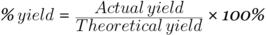 % yield = Actual yield / Theoretical yield × 100%